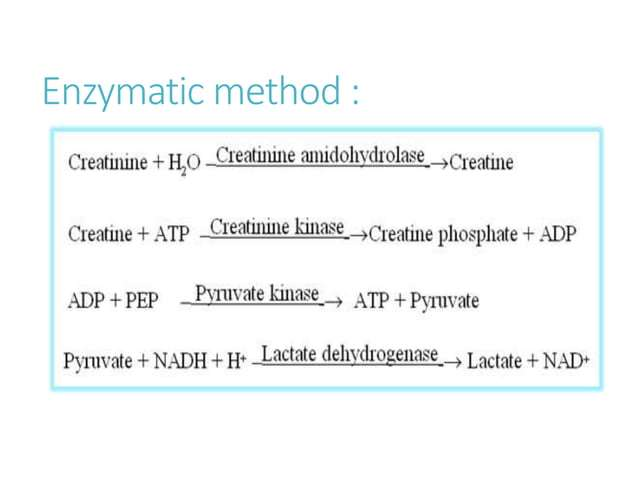 Enzymatic method :
Creatinine + H₂O Creatinine amidohydrolase → Creatine
Creatine + ATP Creatinine kinase → Creatine phosphate + ADP
ADP + PEP Pyruvate kinase → ATP + Pyruvate
Pyruvate + NADH + H⁺ Lactate dehydrogenase → Lactate + NAD⁺